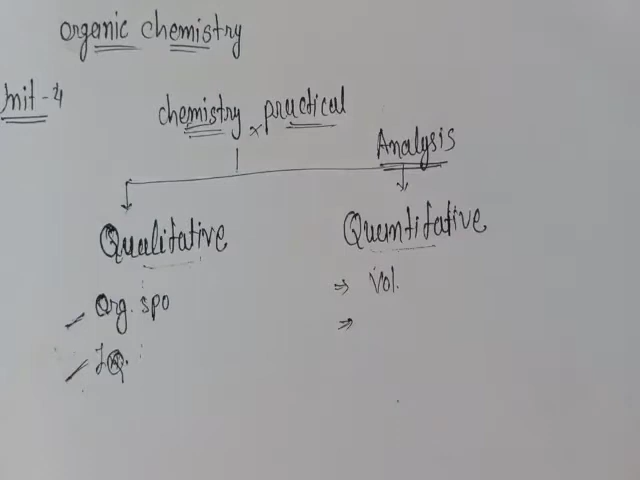 Organic chemistry
Unit-4
chemistry practical
Analysis
Qualitative
Quantitative
Org. spo
Vol.
IQ.